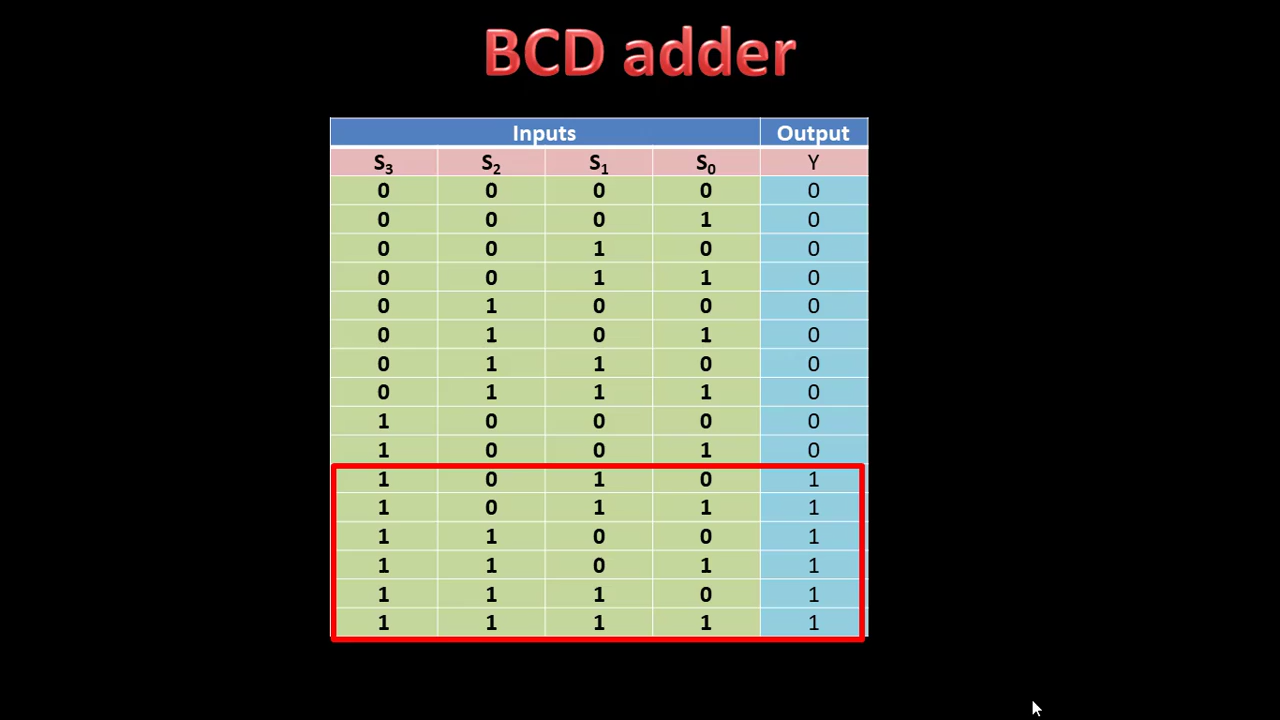 BCD adder
Inputs Output
S₃ S₂ S₁ S₀ Y
0 0 0 0 0
0 0 0 1 0
0 0 1 0 0
0 0 1 1 0
0 1 0 0 0
0 1 0 1 0
0 1 1 0 0
0 1 1 1 0
1 0 0 0 0
1 0 0 1 0
1 0 1 0 1
1 0 1 1 1
1 1 0 0 1
1 1 0 1 1
1 1 1 0 1
1 1 1 1 1